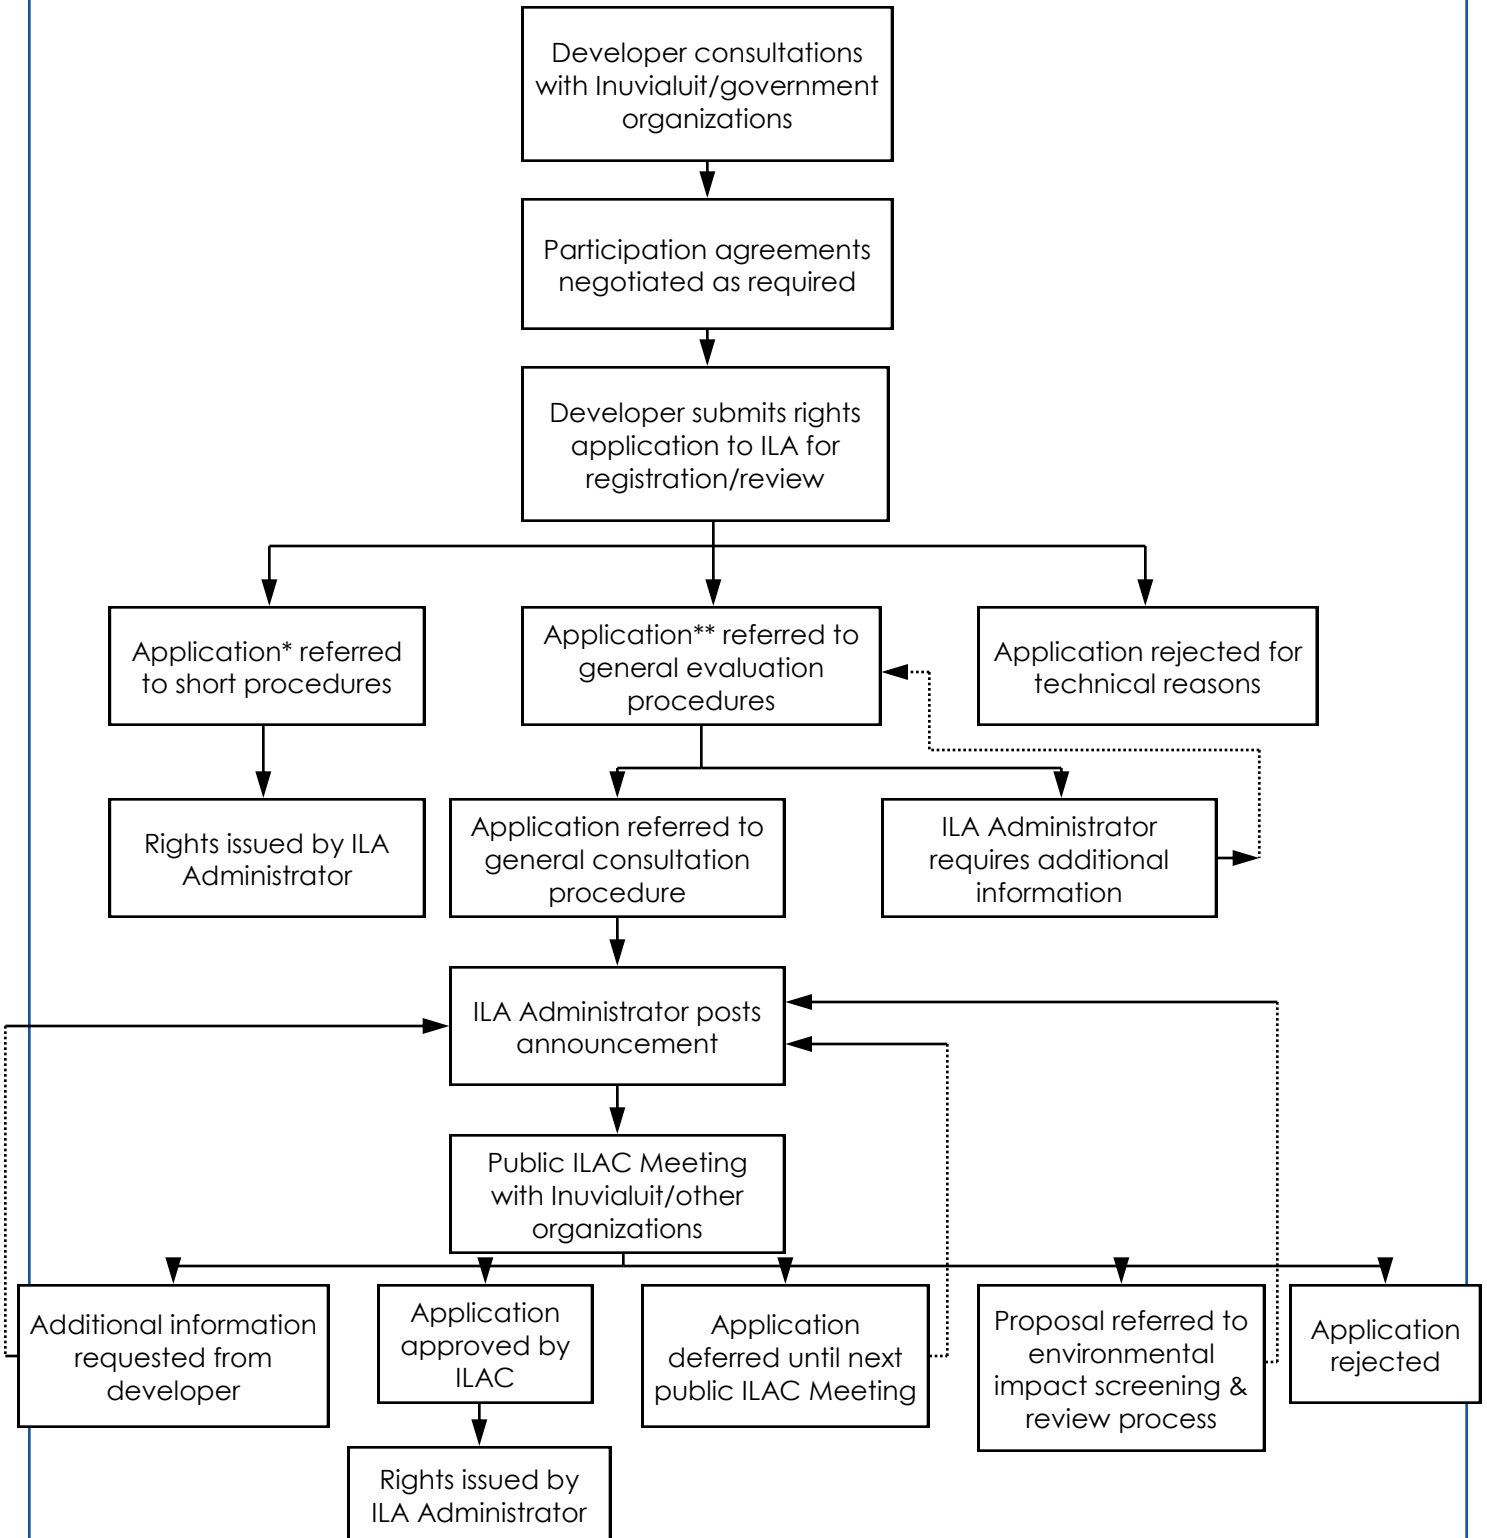 Developer consultations
with Inuvialuit/government
organizations
Participation agreements
negotiated as required
Developer submits rights
application to ILA for
registration/review
Application* referred
to short procedures
Application** referred to
general evaluation
procedures
Application rejected for
technical reasons
Rights issued by ILA
Administrator
Application referred to
general consultation
procedure
ILA Administrator
requires additional
information
ILA Administrator posts
announcement
Public ILAC Meeting
with Inuvialuit/other
organizations
Additional information
requested from
developer
Application
approved by
ILAC
Application
deferred until next
public ILAC Meeting
Proposal referred to
environmental
impact screening &
review process
Application
rejected
Rights issued by
ILA Administrator